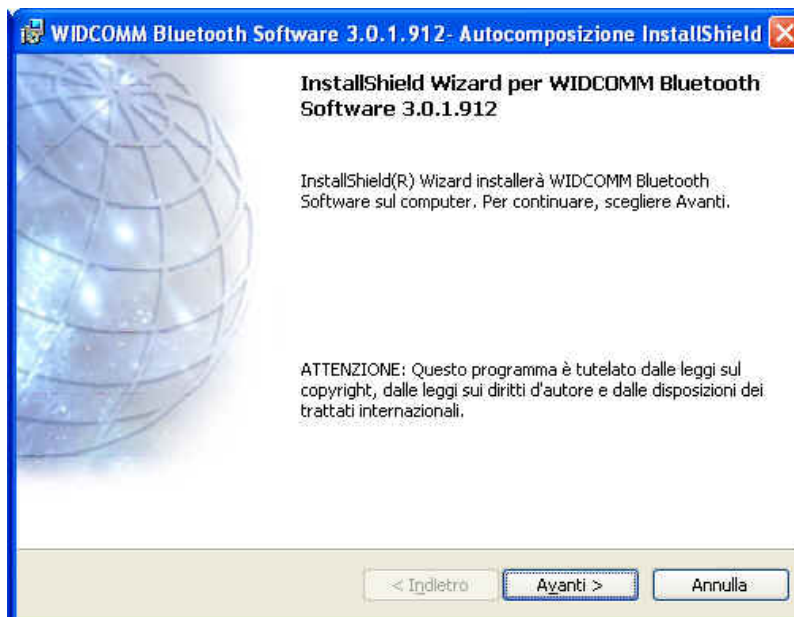 WIDCOMM Bluetooth Software 3.0.1.912- Autocomposizione InstallShield
InstallShield Wizard per WIDCOMM Bluetooth
Software 3.0.1.912
InstallShield(R) Wizard installerà WIDCOMM Bluetooth
Software sul computer. Per continuare, scegliere Avanti.
ATTENZIONE: Questo programma è tutelato dalle leggi sul
copyright, dalle leggi sui diritti d'autore e dalle disposizioni dei
trattati internazionali.
< Indietro Avanti > Annulla